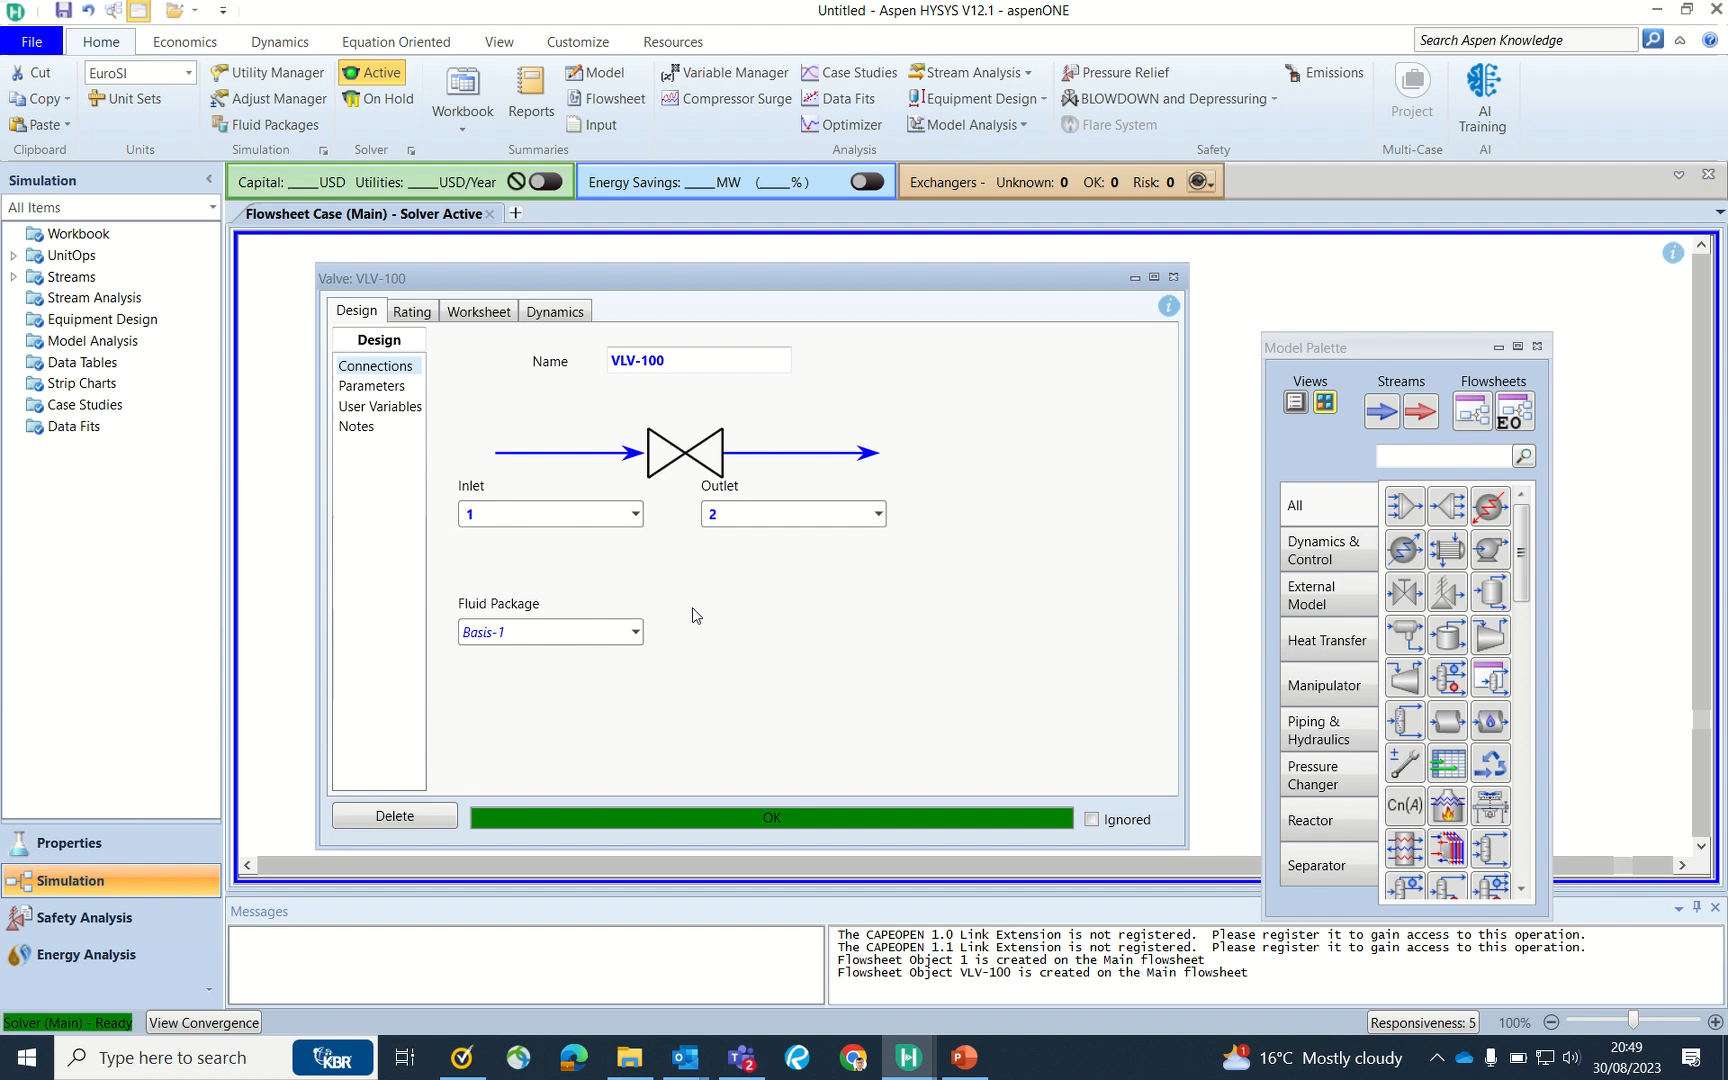 Untitled - Aspen HYSYS V12.1 - aspenONE
File Home Economics Dynamics Equation Oriented View Customize Resources Search Aspen Knowledge
Cut EuroSI Utility Manager Active Model Variable Manager Case Studies Stream Analysis Pressure Relief Emissions
Copy Unit Sets Adjust Manager On Hold Workbook Reports Flowsheet Compressor Surge Data Fits Equipment Design BLOWDOWN and Depressuring Project AI Training
Paste Fluid Packages Input Optimizer Model Analysis Flare System
Clipboard Units Simulation Solver Summaries Analysis Safety Multi-Case AI
Simulation
Capital: ____USD Utilities: ____USD/Year Energy Savings: ____MW (____%) Exchangers - Unknown: 0 OK: 0 Risk: 0
All Items
Flowsheet Case (Main) - Solver Active
Workbook
UnitOps
Streams
Stream Analysis
Equipment Design
Model Analysis
Data Tables
Strip Charts
Case Studies
Data Fits
Valve: VLV-100
Design Rating Worksheet Dynamics
Design
Connections
Parameters
User Variables
Notes
Name VLV-100
Inlet Outlet
1 2
Fluid Package
Basis-1
Delete OK Ignored
Model Palette
Views Streams Flowsheets
EO
All
Dynamics & Control
External Model
Heat Transfer
Manipulator
Piping & Hydraulics
Pressure Changer
Cn(A)
Reactor
Separator
Properties
Simulation
Safety Analysis
Energy Analysis
Messages
The CAPEOPEN 1.0 Link Extension is not registered. Please register it to gain access to this operation.
The CAPEOPEN 1.1 Link Extension is not registered. Please register it to gain access to this operation.
Flowsheet Object 1 is created on the Main flowsheet
Flowsheet Object VLV-100 is created on the Main flowsheet
Solver (Main) - Ready View Convergence Responsiveness: 5 100%
Type here to search KBR 2 1 16°C Mostly cloudy 20:49
30/08/2023